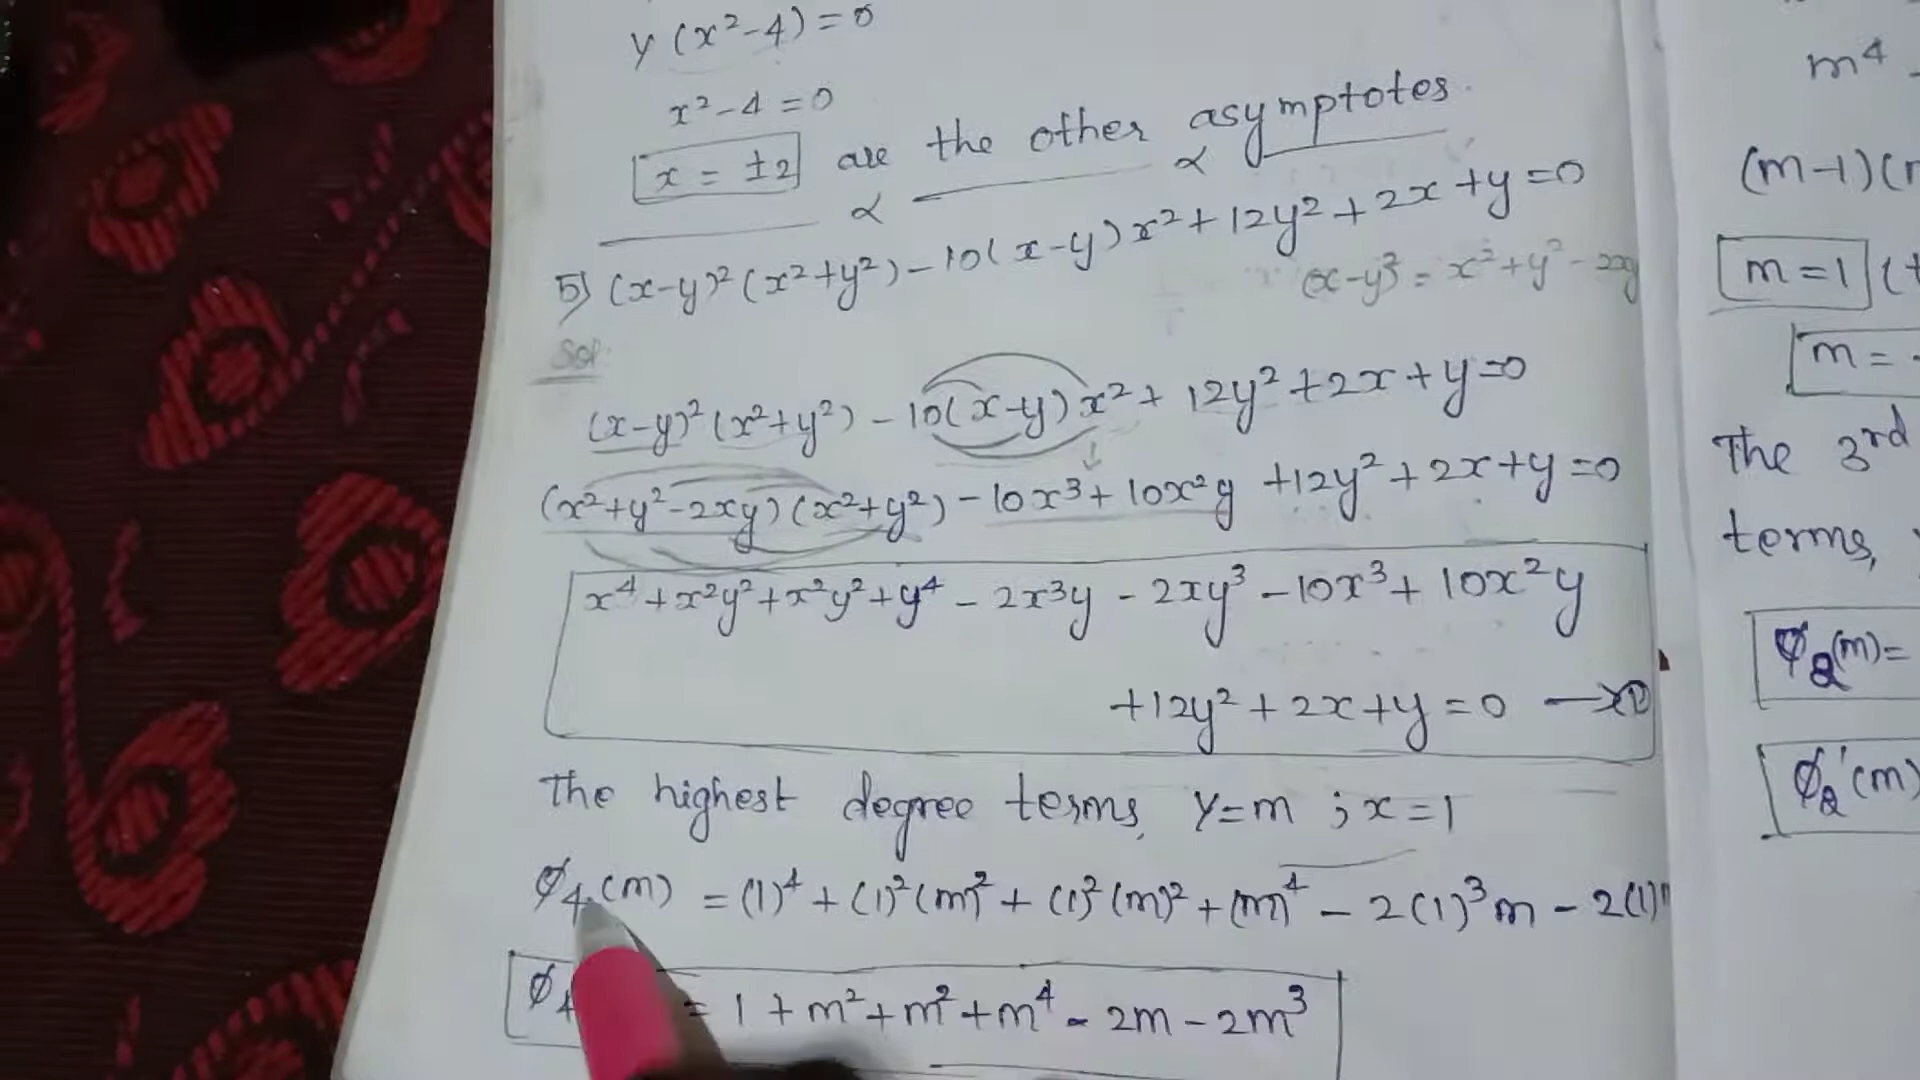 y (x²-4) = 0
x²-4 = 0
x = ±2 are the other asymptotes.
5) (x-y)² (x²+y²) - 10(x-y)x² + 12y² + 2x + y = 0
(x-y)² = x²+y²-2xy
Sol:
(x-y)² (x²+y²) - 10(x-y)x² + 12y² + 2x + y = 0
(x²+y²-2xy) (x²+y²) - 10x³ + 10x²y + 12y² + 2x + y = 0
x⁴ + x²y² + x²y² + y⁴ - 2x³y - 2xy³ - 10x³ + 10x²y
+12y² + 2x + y = 0
The highest degree terms, y=m ; x=1
Ø₄(m) = (1)⁴ + (1)²(m)² + (1)²(m)² + (m)⁴ - 2(1)³m - 2(1)
Ø₄ = 1 + m² + m² + m⁴ - 2m - 2m³
m⁴ -
(m-1)(
m=1
m =
The 3rd
terms,
Ø₂(m) =
Ø₂'(m)